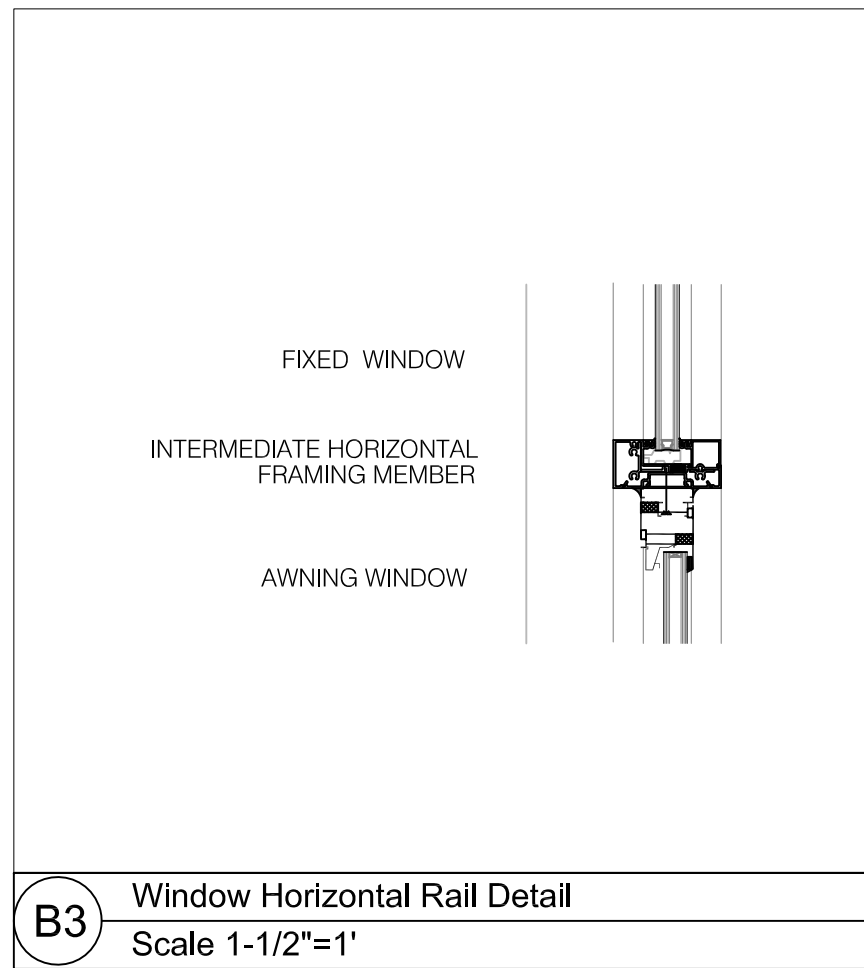 FIXED WINDOW
INTERMEDIATE HORIZONTAL
FRAMING MEMBER
AWNING WINDOW
B3
Window Horizontal Rail Detail
Scale 1-1/2"=1'